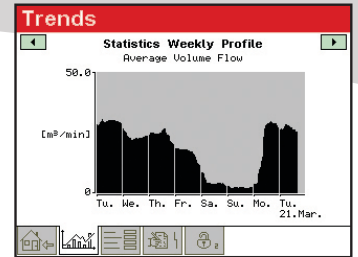 Trends
Statistics Weekly Profile
Average Volume Flow
50.0
[m³/min]
0
Tu. We. Th. Fr. Sa. Su. Mo. Tu.
21.Mar.